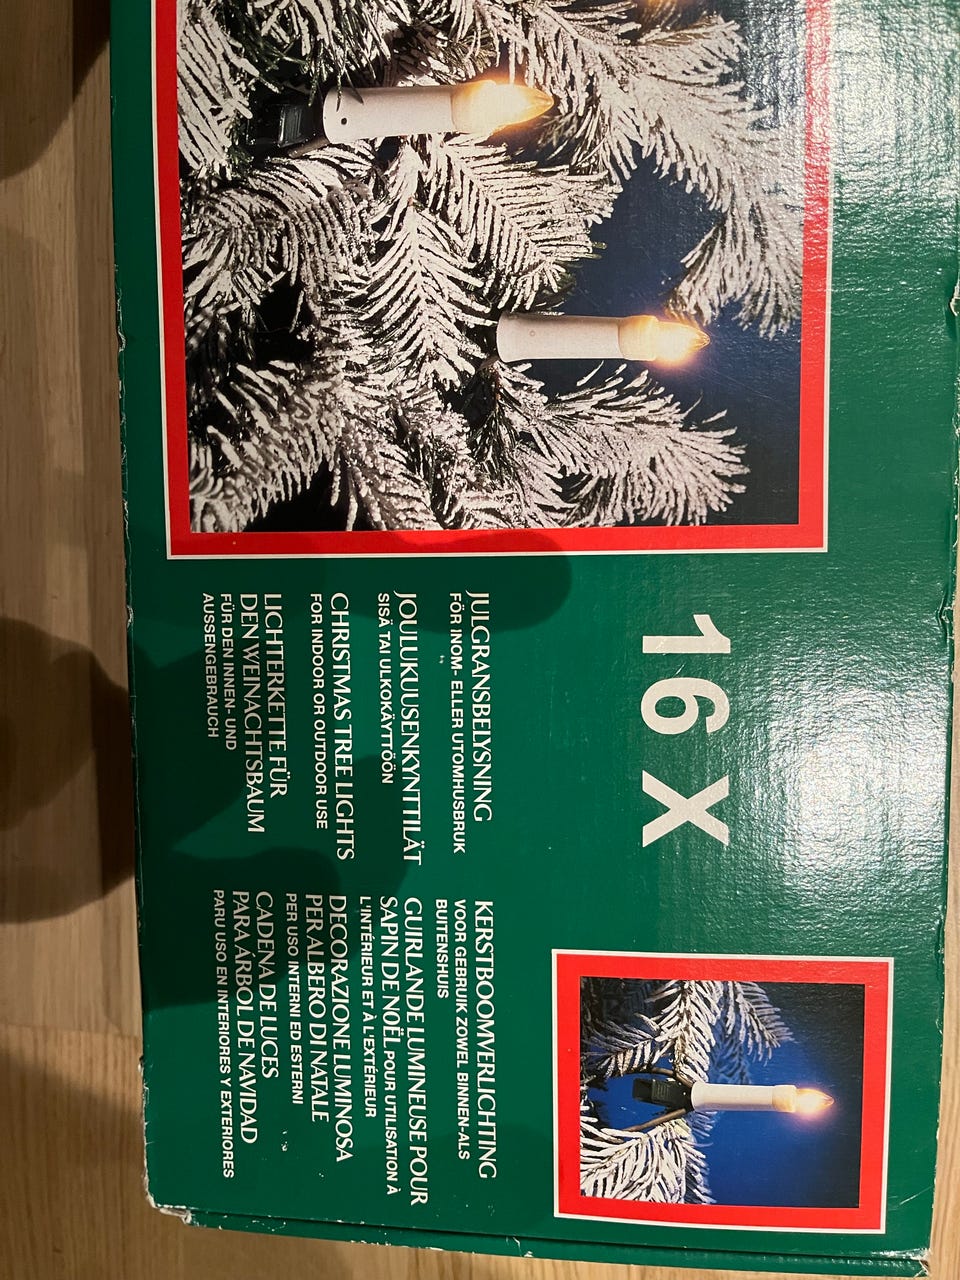 16 X
JULGRANSBELYSNING
FÖR INOM- ELLER UTOMHUSBRUK
JOULUKUUSENKYNTTILÄT
SISÄ TAI ULKOKÄYTTÖÖN
CHRISTMAS TREE LIGHTS
FOR INDOOR OR OUTDOOR USE
LICHTERKETTE FÜR
DEN WEINACHTSBAUM
FÜR DEN INNEN- UND
AUSSENGEBRAUCH
KERSTBOOMVERLICHTING
VOOR GEBRUIK ZOWEL BINNEN-ALS
BUITENSHUIS
GUIRLANDE LUMINEUSE POUR
SAPIN DE NOËL POUR UTILISATION À
L'INTÉRIEUR ET À L'EXTÉRIEUR
DECORAZIONE LUMINOSA
PER ALBERO DI NATALE
PER USO INTERNI ED ESTERNI
CADENA DE LUCES
PARA ÁRBOL DE NAVIDAD
PARU USO EN INTERIORES Y EXTERIORES